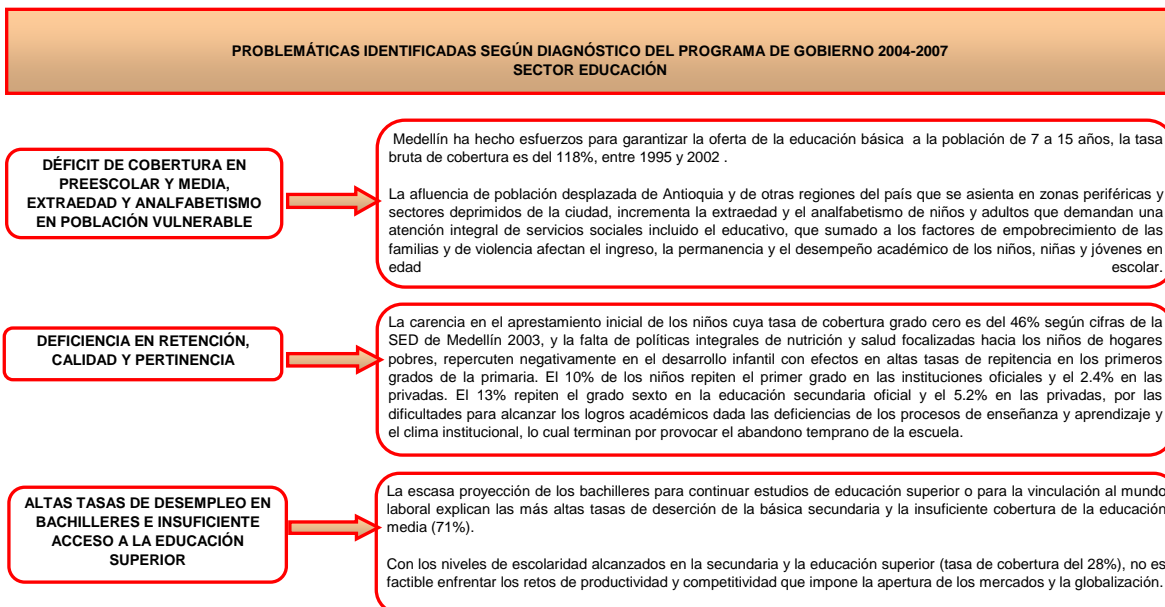 PROBLEMÁTICAS IDENTIFICADAS SEGÚN DIAGNÓSTICO DEL PROGRAMA DE GOBIERNO 2004-2007
SECTOR EDUCACIÓN
DÉFICIT DE COBERTURA EN
PREESCOLAR Y MEDIA,
EXTRAEDAD Y ANALFABETISMO
EN POBLACIÓN VULNERABLE
Medellín ha hecho esfuerzos para garantizar la oferta de la educación básica a la población de 7 a 15 años, la tasa
bruta de cobertura es del 118%, entre 1995 y 2002 .
La afluencia de población desplazada de Antioquia y de otras regiones del país que se asienta en zonas periféricas y
sectores deprimidos de la ciudad, incrementa la extraedad y el analfabetismo de niños y adultos que demandan una
atención integral de servicios sociales incluido el educativo, que sumado a los factores de empobrecimiento de las
familias y de violencia afectan el ingreso, la permanencia y el desempeño académico de los niños, niñas y jóvenes en
edad escolar.
DEFICIENCIA EN RETENCIÓN,
CALIDAD Y PERTINENCIA
La carencia en el aprestamiento inicial de los niños cuya tasa de cobertura grado cero es del 46% según cifras de la
SED de Medellín 2003, y la falta de políticas integrales de nutrición y salud focalizadas hacia los niños de hogares
pobres, repercuten negativamente en el desarrollo infantil con efectos en altas tasas de repitencia en los primeros
grados de la primaria. El 10% de los niños repiten el primer grado en las instituciones oficiales y el 2.4% en las
privadas. El 13% repiten el grado sexto en la educación secundaria oficial y el 5.2% en las privadas, por las
dificultades para alcanzar los logros académicos dada las deficiencias de los procesos de enseñanza y aprendizaje y
el clima institucional, lo cual terminan por provocar el abandono temprano de la escuela.
ALTAS TASAS DE DESEMPLEO EN
BACHILLERES E INSUFICIENTE
ACCESO A LA EDUCACIÓN
SUPERIOR
La escasa proyección de los bachilleres para continuar estudios de educación superior o para la vinculación al mundo
laboral explican las más altas tasas de deserción de la básica secundaria y la insuficiente cobertura de la educación
media (71%).
Con los niveles de escolaridad alcanzados en la secundaria y la educación superior (tasa de cobertura del 28%), no es
factible enfrentar los retos de productividad y competitividad que impone la apertura de los mercados y la globalización.